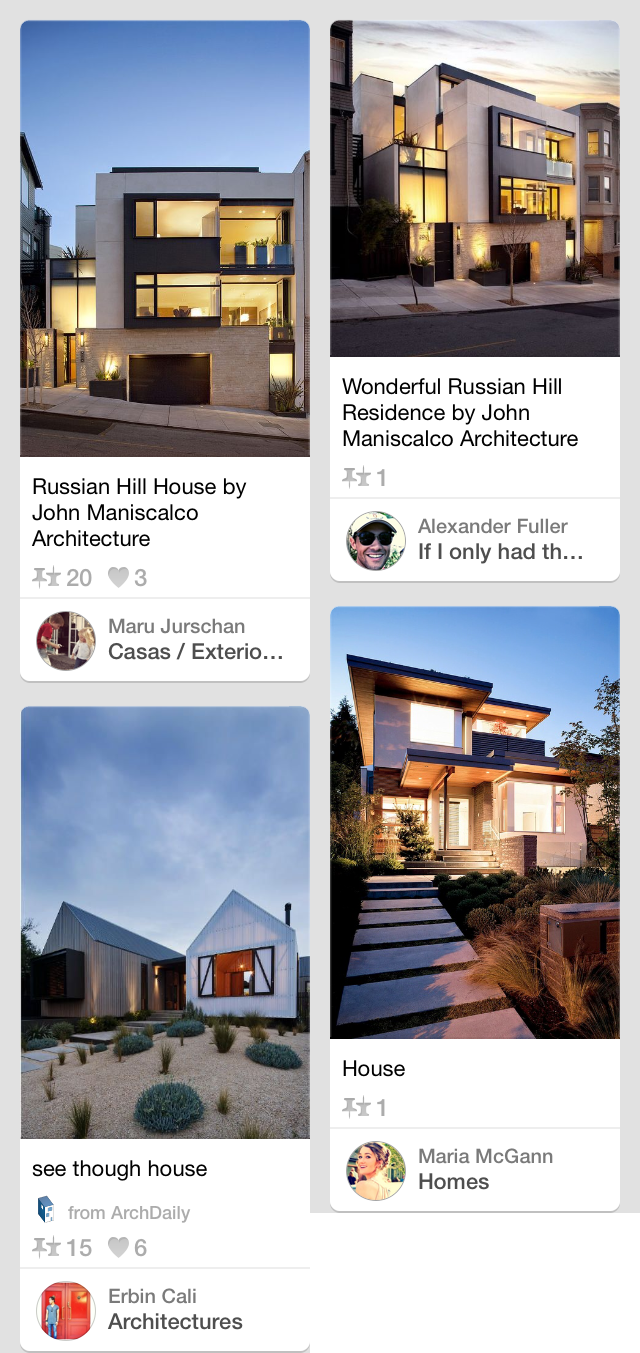 Russian Hill House by
John Maniscalco
Architecture
20 3
Maru Jurschan
Casas / Exterio...
Wonderful Russian Hill
Residence by John
Maniscalco Architecture
1
Alexander Fuller
If I only had th...
see though house
from ArchDaily
15 6
Erbin Cali
Architectures
House
1
Maria McGann
Homes